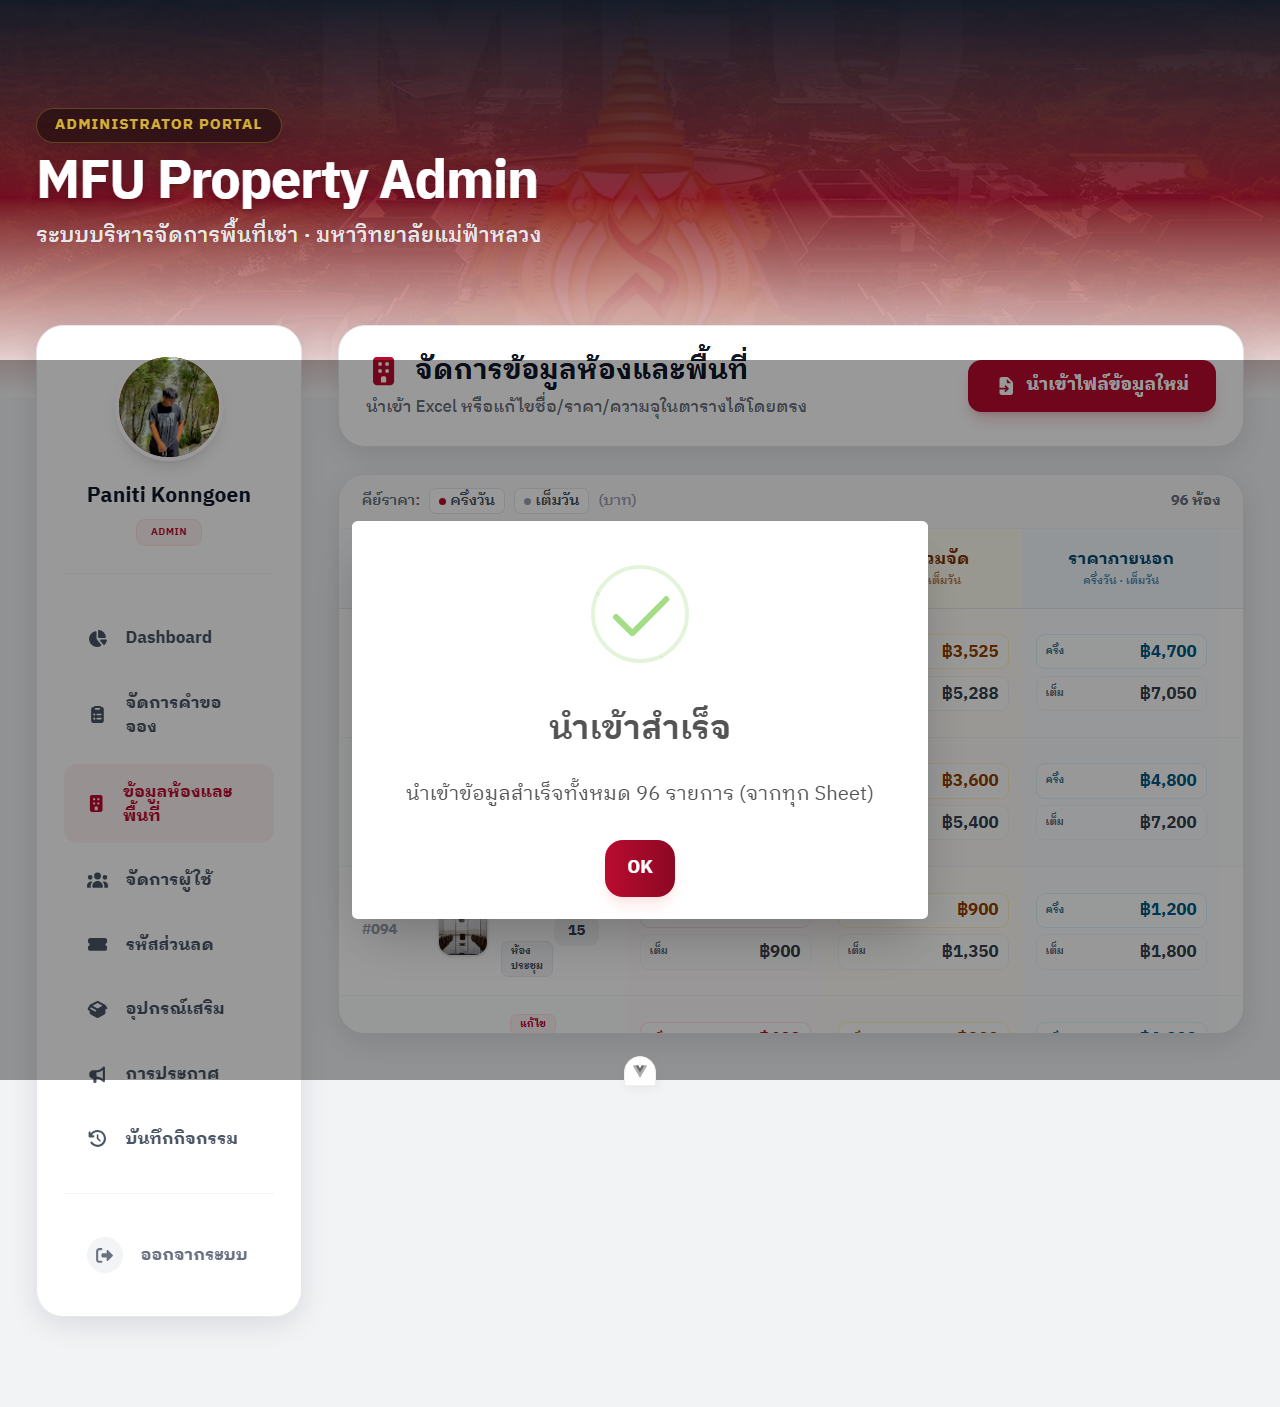 ADMINISTRATOR PORTAL
MFU Property Admin
ระบบบริหารจัดการพื้นที่เช่า · มหาวิทยาลัยแม่ฟ้าหลวง
Paniti Konngoen
ADMIN
Dashboard
จัดการคำขอ
จอง
ข้อมูลห้องและ
พื้นที่
จัดการผู้ใช้
รหัสส่วนลด
อุปกรณ์เสริม
การประกาศ
บันทึกกิจกรรม
ออกจากระบบ
จัดการข้อมูลห้องและพื้นที่
นำเข้า Excel หรือแก้ไขชื่อ/ราคา/ความจุในตารางได้โดยตรง
นำเข้าไฟล์ข้อมูลใหม่
คีย์ราคา: ครึ่งวัน เต็มวัน (บาท) 96 ห้อง
วมจัด ราคาภายนอก
เต็มวัน ครึ่งวัน · เต็มวัน
฿3,525 ครึ่ง ฿4,700
฿5,288 เต็ม ฿7,050
฿3,600 ครึ่ง ฿4,800
฿5,400 เต็ม ฿7,200
฿900 ครึ่ง ฿1,200
#094 15
ห้อง
ประชุม
เต็ม ฿900 เต็ม ฿1,350 เต็ม ฿1,800
แก้ไข
นำเข้าสำเร็จ
นำเข้าข้อมูลสำเร็จทั้งหมด 96 รายการ (จากทุก Sheet)
OK